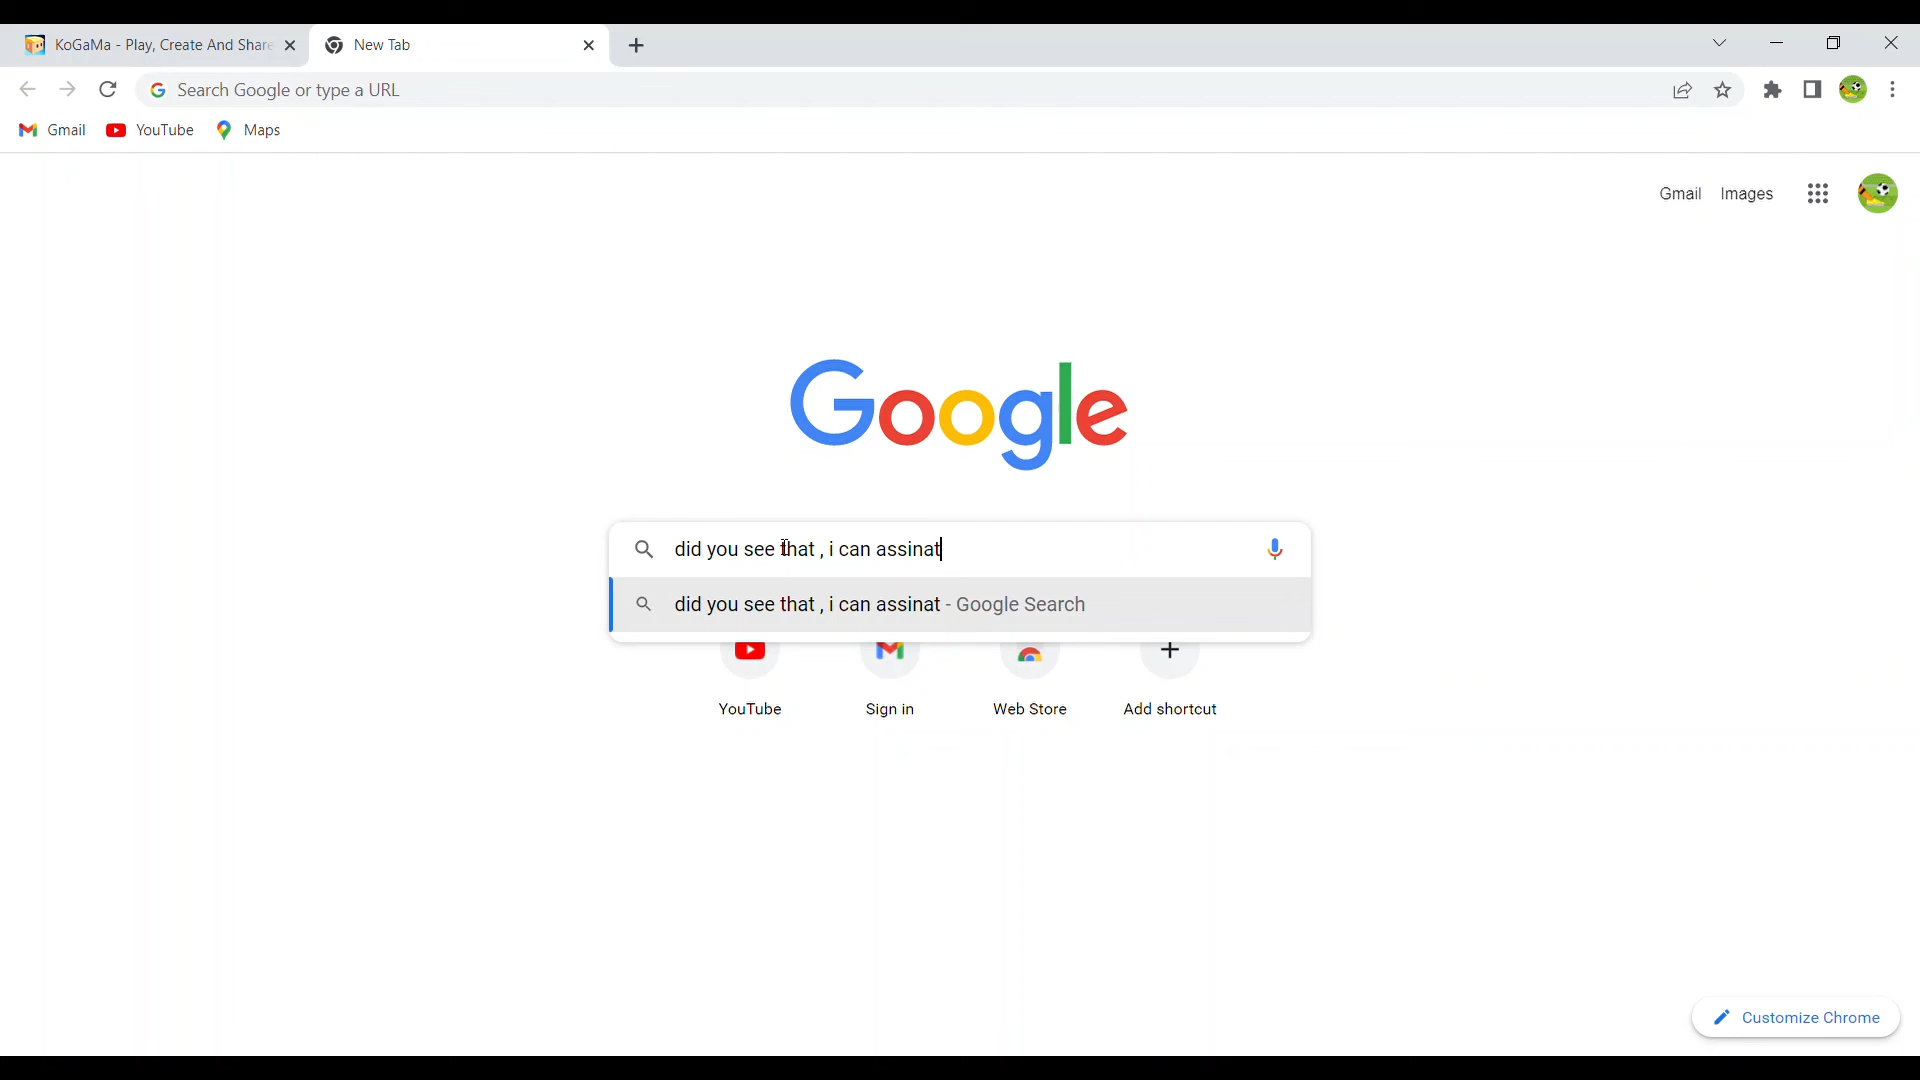 KoGaMa - Play, Create And Share
New Tab
Search Google or type a URL
Gmail
YouTube
Maps
Gmail
Images
Google
did you see that , i can assinat
did you see that , i can assinat - Google Search
YouTube
Sign in
Web Store
Add shortcut
Customize Chrome